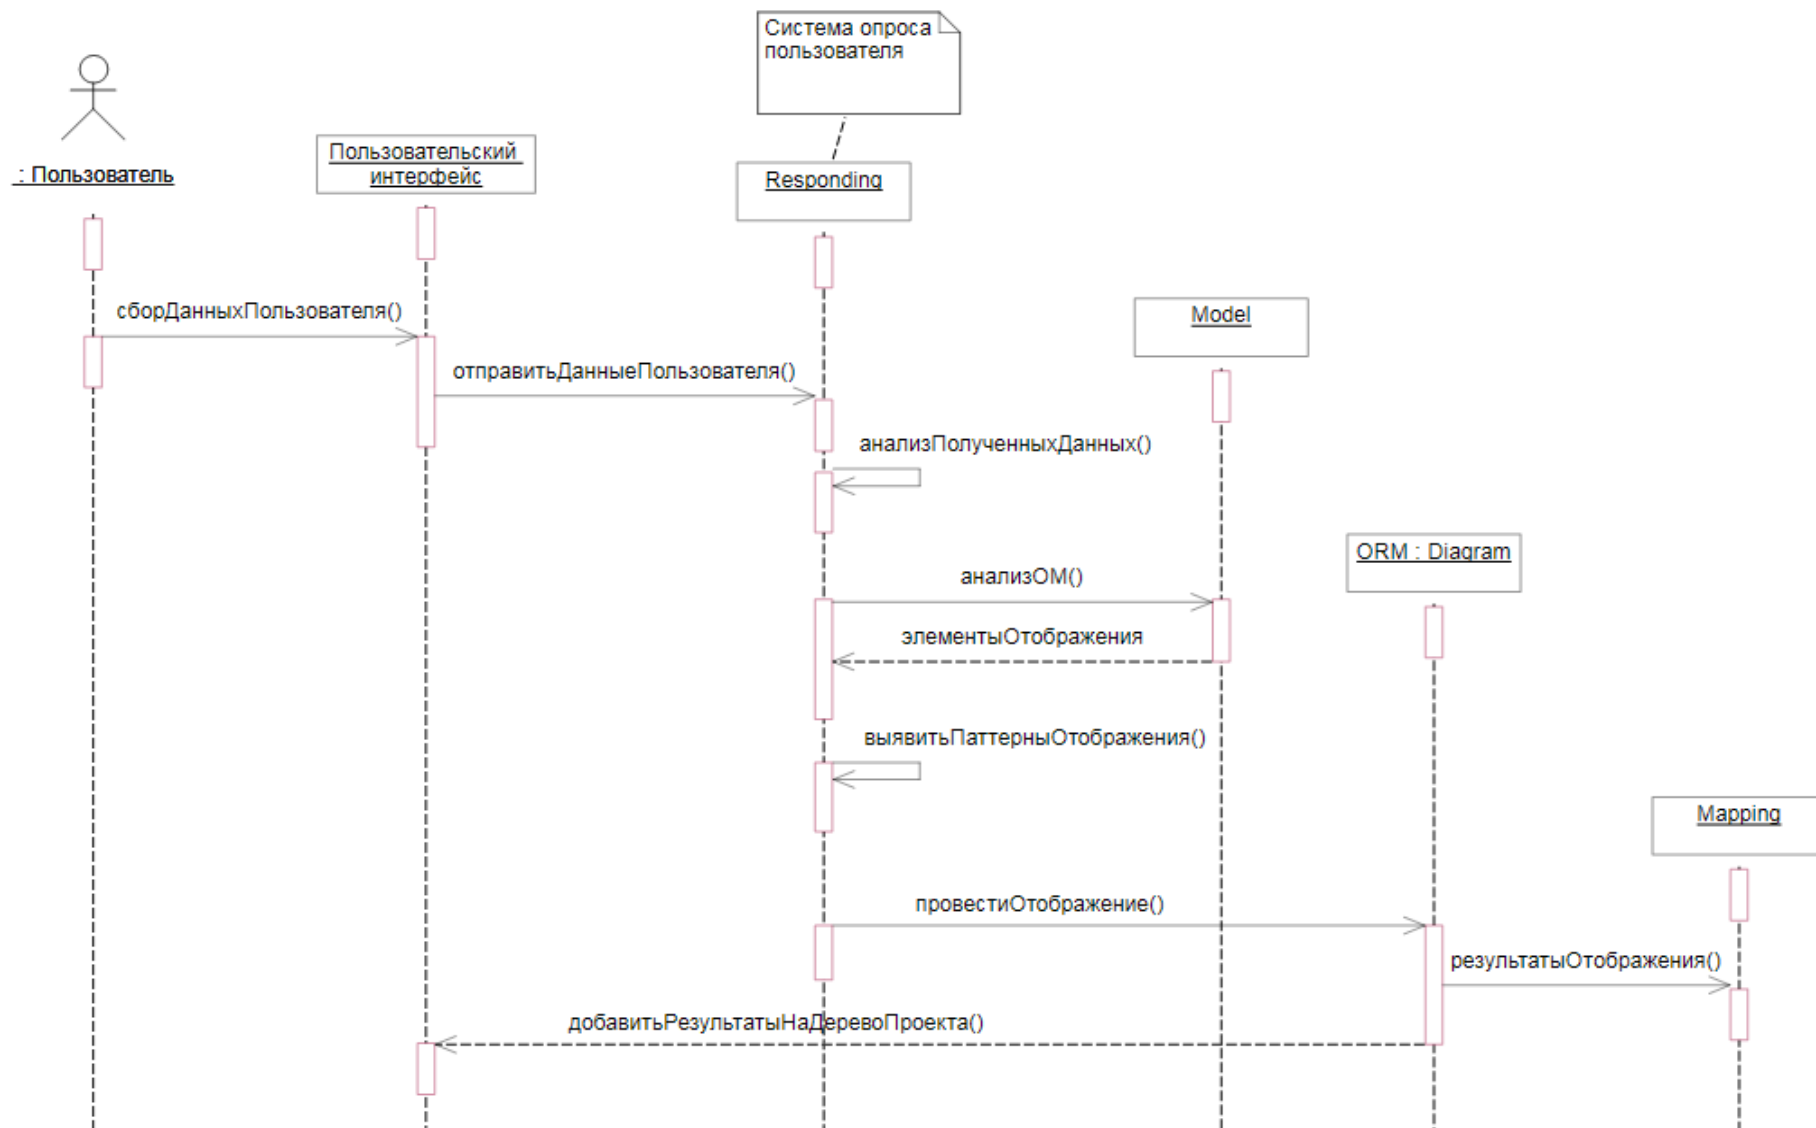 Система опроса
пользователя
: Пользователь
Пользовательский
интерфейс
Responding
сборДанныхПользователя()
Model
отправитьДанныеПользователя()
анализПолученныхДанных()
ORM : Diagram
анализОМ()
элементыОтображения
выявитьПаттерныОтображения()
Mapping
провестиОтображение()
результатыОтображения()
добавитьРезультатыНаДеревоПроекта()